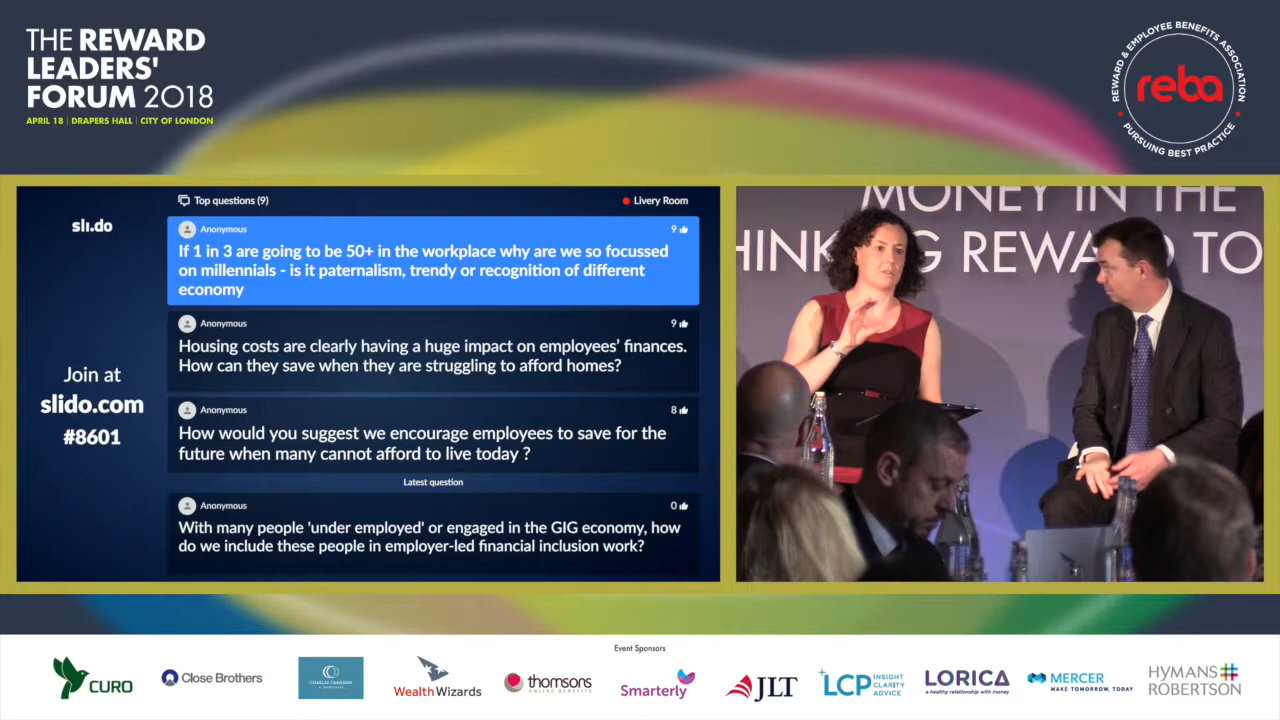 THE REWARD
LEADERS'
FORUM 2018
APRIL 18 | DRAPERS HALL | CITY OF LONDON
REWARD & EMPLOYEE BENEFITS ASSOCIATION
reba
PURSUING BEST PRACTICE
sli.do
Join at
slido.com
#8601
Top questions (9)
Livery Room
Anonymous
9
If 1 in 3 are going to be 50+ in the workplace why are we so focussed
on millennials - is it paternalism, trendy or recognition of different
economy
Anonymous
9
Housing costs are clearly having a huge impact on employees' finances.
How can they save when they are struggling to afford homes?
Anonymous
8
How would you suggest we encourage employees to save for the
future when many cannot afford to live today ?
Latest question
Anonymous
0
With many people 'under employed' or engaged in the GIG economy, how
do we include these people in employer-led financial inclusion work?
MONEY IN THE
HINK G REWA D TO
Event Sponsors
CURO
Close Brothers
CHARLES CAMERON
& ASSOCIATES
WealthWizards
thomsons
ONLINE BENEFITS
Smarterly
JLT
LCP INSIGHT
CLARITY
ADVICE
LORICA
a healthy relationship with money
MERCER
MAKE TOMORROW, TODAY
HYMANS
ROBERTSON